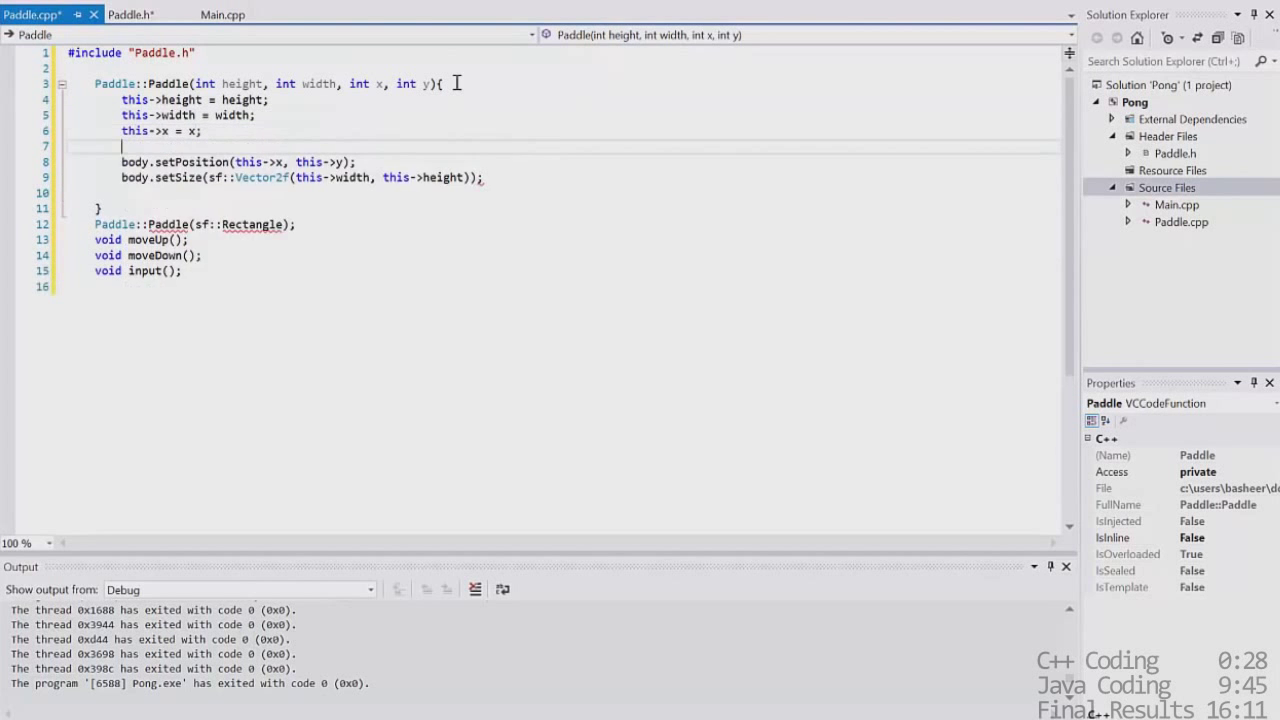 Paddle.cpp* Paddle.h* Main.cpp
Paddle Paddle(int height, int width, int x, int y)
1 #include "Paddle.h"
2
3 Paddle::Paddle(int height, int width, int x, int y){
4 this->height = height;
5 this->width = width;
6 this->x = x;
7
8 body.setPosition(this->x, this->y);
9 body.setSize(sf::Vector2f(this->width, this->height));
10
11 }
12 Paddle::Paddle(sf::Rectangle);
13 void moveUp();
14 void moveDown();
15 void input();
16
100 %
Output
Show output from: Debug
The thread 0x1688 has exited with code 0 (0x0).
The thread 0x3944 has exited with code 0 (0x0).
The thread 0xd44 has exited with code 0 (0x0).
The thread 0x3698 has exited with code 0 (0x0).
The thread 0x398c has exited with code 0 (0x0).
The program '[6588] Pong.exe' has exited with code 0 (0x0).
Solution Explorer
Search Solution Explorer (Ctrl+;)
Solution 'Pong' (1 project)
Pong
External Dependencies
Header Files
Paddle.h
Resource Files
Source Files
Main.cpp
Paddle.cpp
Properties
Paddle VCCodeFunction
C++
(Name) Paddle
Access private
File c:\users\basheer\do
FullName Paddle::Paddle
IsInjected False
IsInline False
IsOverloaded True
IsSealed False
IsTemplate False
C++ Coding 0:28
Java Coding 9:45
Final Results 16:11
C++